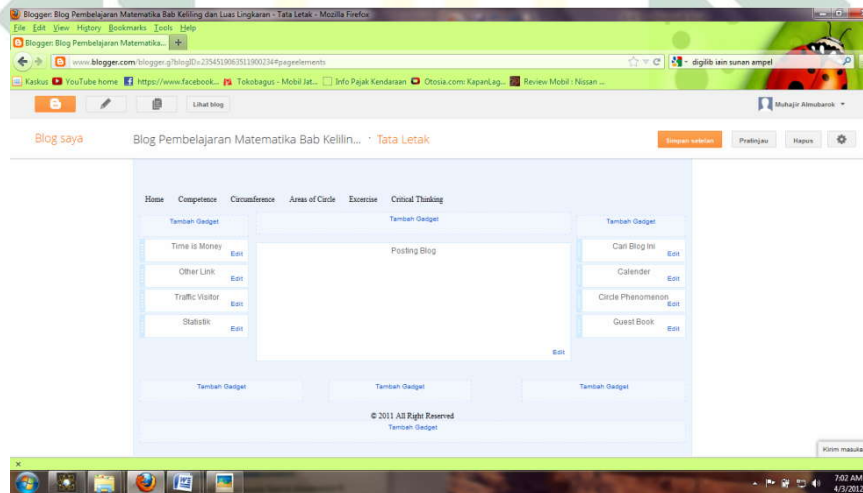 Blogger: Blog Pembelajaran Matematika Bab Keliling dan Luas Lingkaran - Tata Letak - Mozilla Firefox
File Edit View History Bookmarks Tools Help
Blogger: Blog Pembelajaran Matematika...
www.blogger.com/blogger.g?blogID=2354519063511900234#pageelements
digilib iain sunan ampel
Kaskus YouTube home https://www.facebook... Tokobagus - Mobil Jat... Info Pajak Kendaraan Otosia.com: KapanLag... Review Mobil : Nissan ...
Lihat blog
Muhajir Almubarok
Blog saya
Blog Pembelajaran Matematika Bab Kelilin... · Tata Letak
Simpan setelan Pratinjau Hapus
Home Competence Circumference Areas of Circle Excercise Critical Thinking
Tambah Gadget Tambah Gadget Tambah Gadget
Time is Money Edit
Posting Blog
Cari Blog Ini Edit
Other Link Edit
Calender Edit
Traffic Visitor Edit
Circle Phenomenon Edit
Statistik Edit
Guest Book Edit
Edit
Tambah Gadget Tambah Gadget Tambah Gadget
© 2011 All Right Reserved
Tambah Gadget
Kirim masuka
7:02 AM
4/3/2012